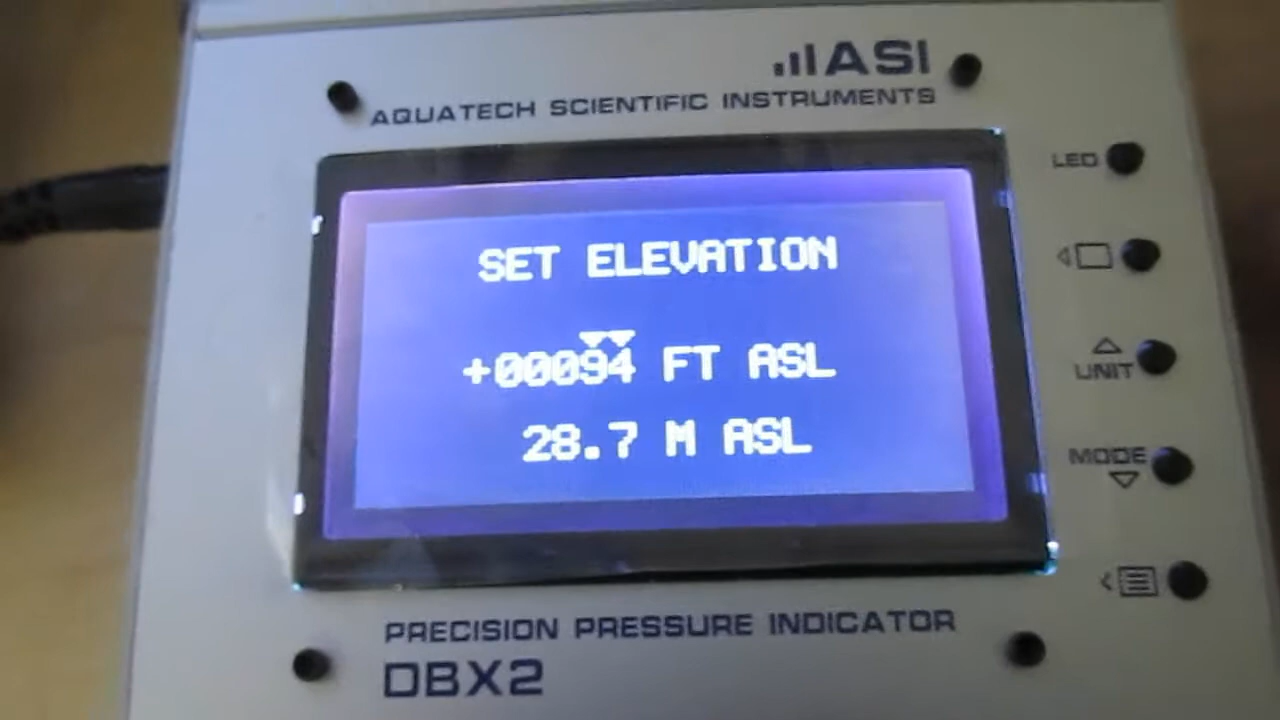 ASI
AQUATECH SCIENTIFIC INSTRUMENTS
LED
SET ELEVATION
+00094 FT ASL
28.7 M ASL
UNIT
MODE
PRECISION PRESSURE INDICATOR
DBX2